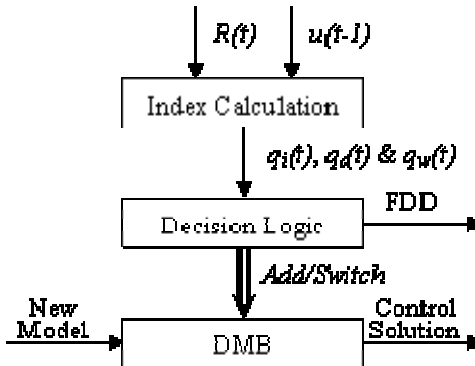 R(t) u(t-1)
Index Calculation
qi(t), qd(t) & qw(t)
Decision Logic
FDD
Add/Switch
New
Model
DMB
Control
Solution